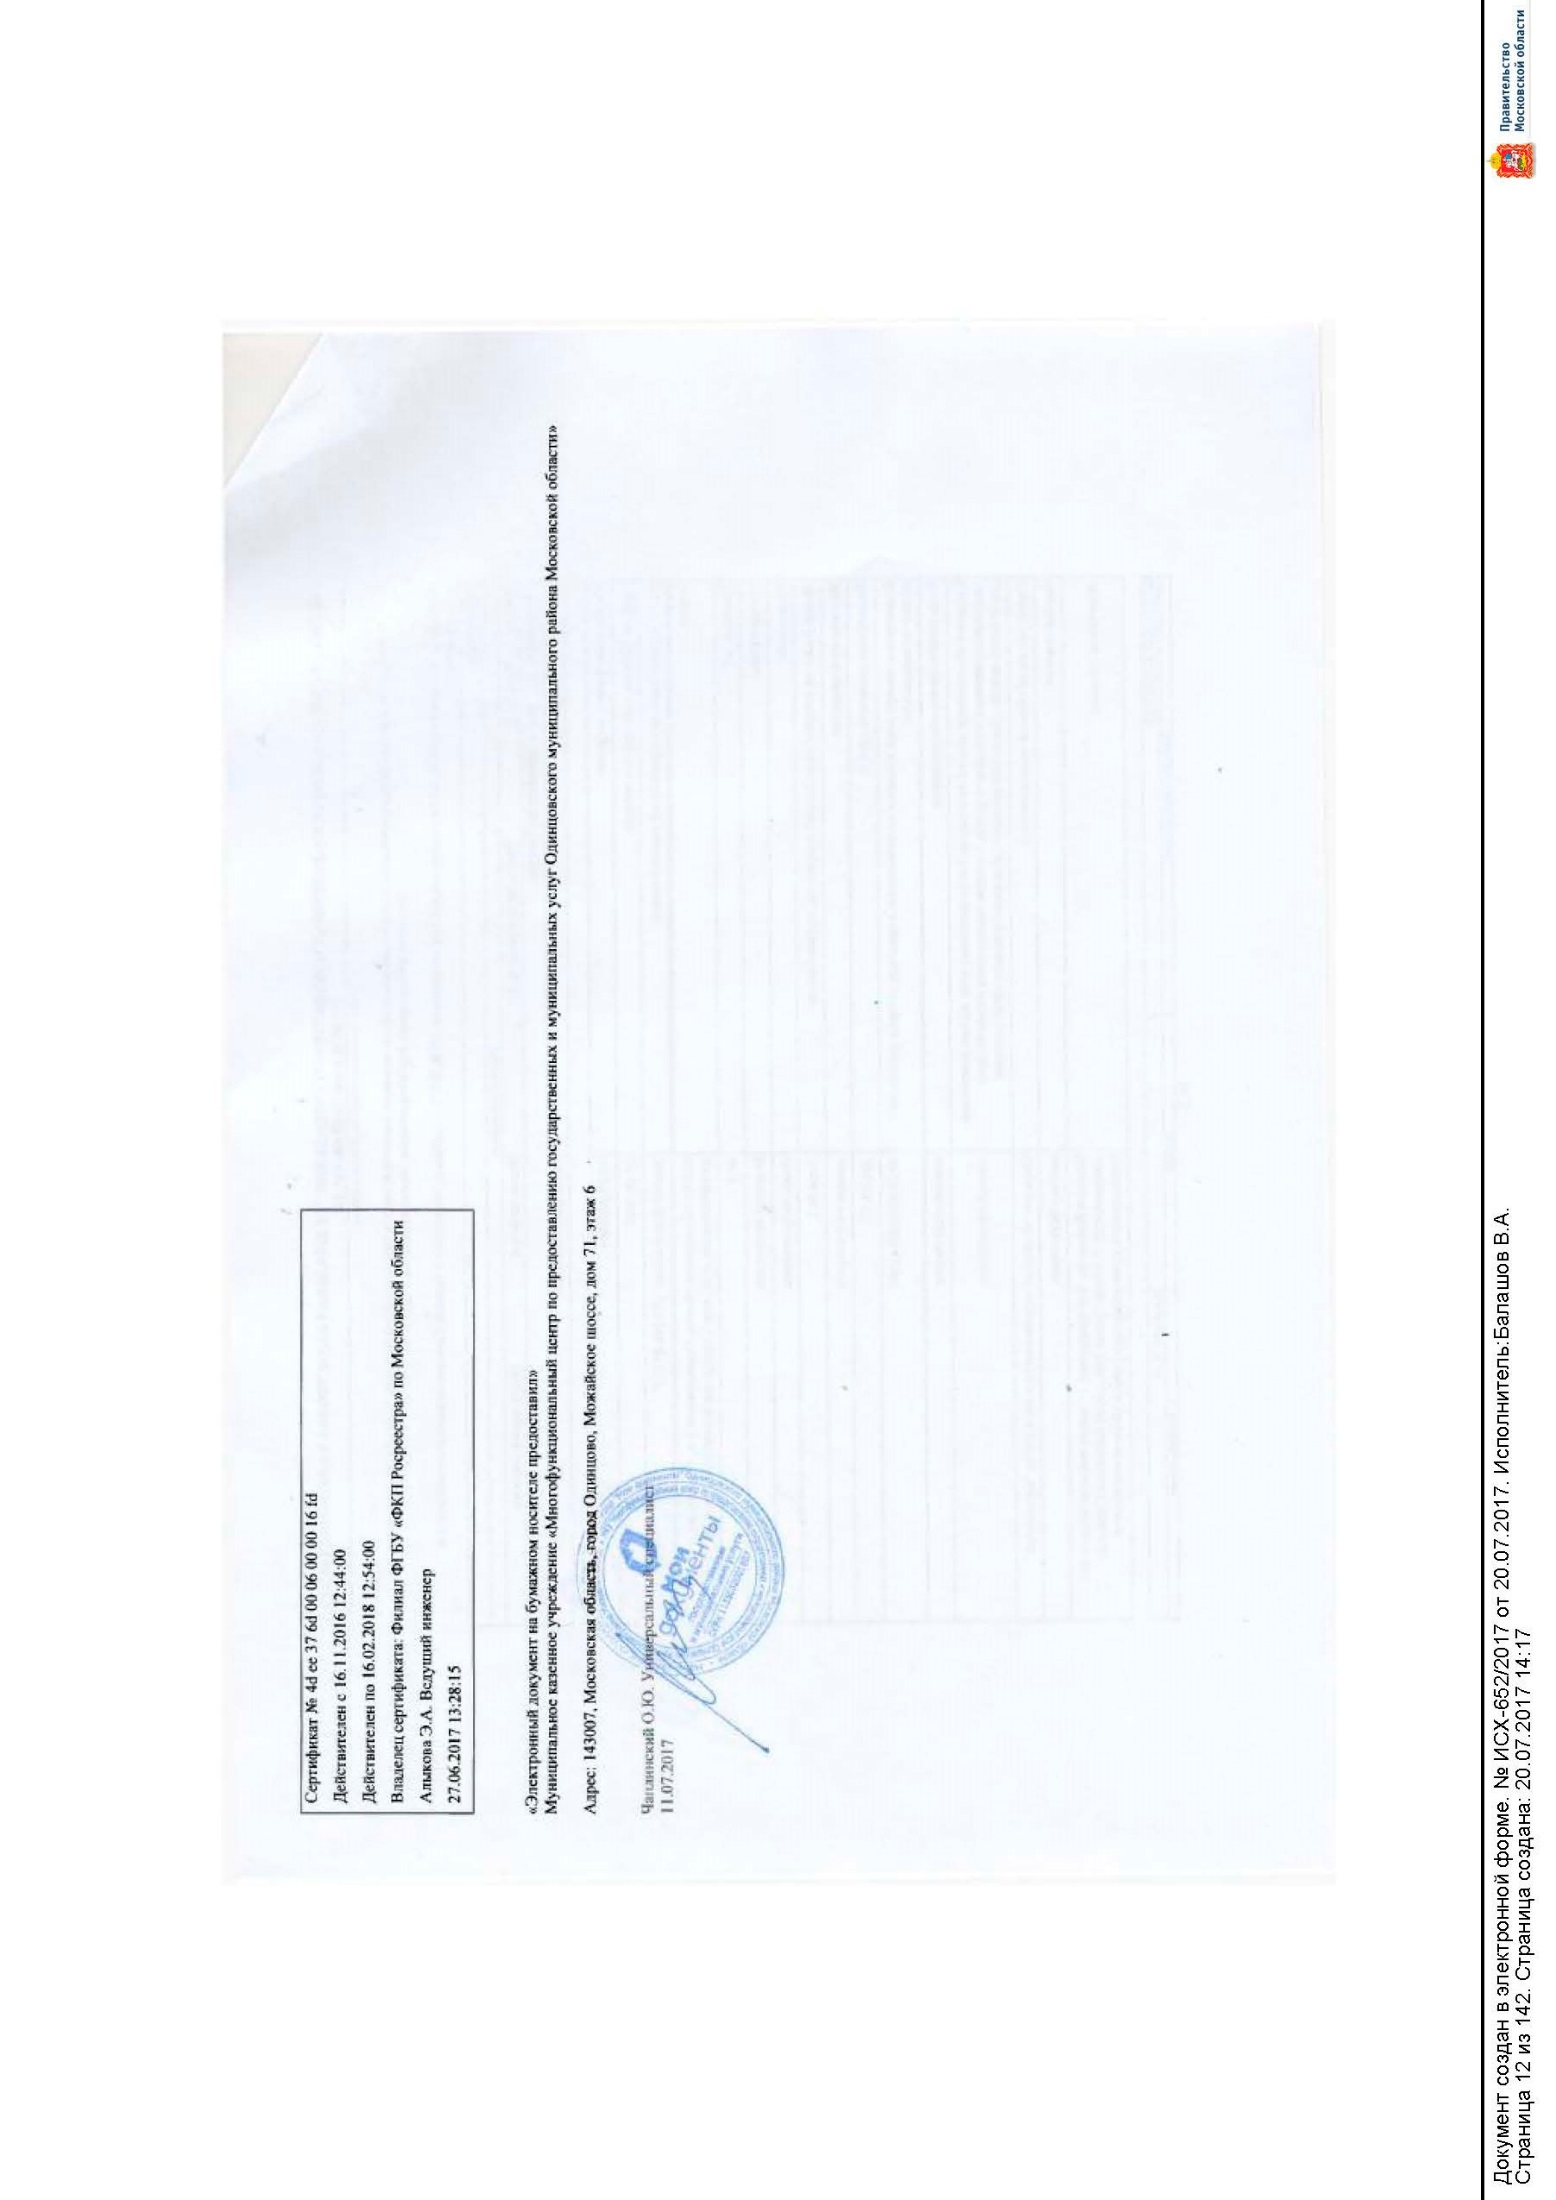 Сертификат № 4d ee 37 6d 00 06 00 00 16 fd
Действителен с 16.11.2016 12:44:00
Действителен по 16.02.2018 12:54:00
Владелец сертификата: Филиал ФГБУ «ФКП Росреестра» по Московской области
Алыкова Э.А. Ведущий инженер
27.06.2017 13:28:15
«Электронный документ на бумажном носителе предоставил»
Муниципальное казенное учреждение «Многофункциональный центр по предоставлению государственных и муниципальных услуг Одинцовского муниципального района Московской области»
Адрес: 143007, Московская область, город Одинцово, Можайское шоссе, дом 71, этаж 6
Чаплинский О.Ю. Универсальный специалист
11.07.2017
мои
документы
Документ создан в электронной форме. № ИСХ-652/2017 от 20.07.2017. Исполнитель:Балашов В.А.
Страница 12 из 142. Страница создана: 20.07.2017 14:17
Правительство
Московской области